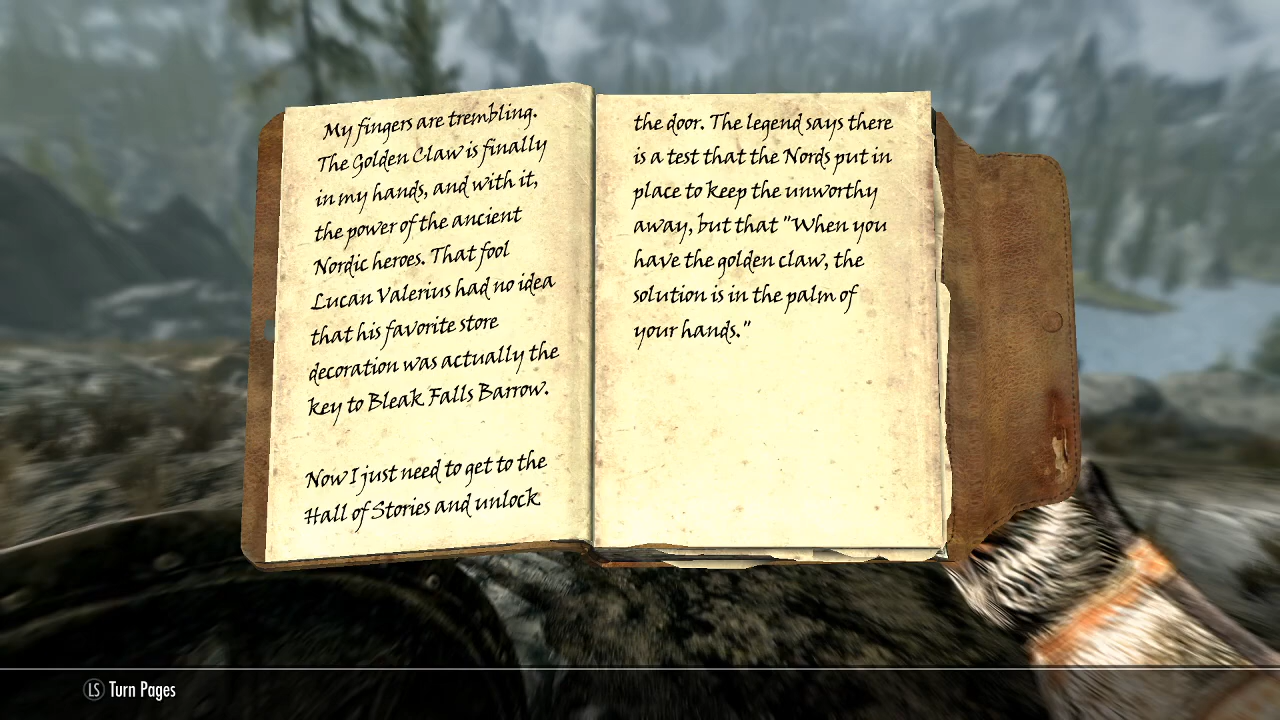 My fingers are trembling.
The Golden Claw is finally
in my hands, and with it,
the power of the ancient
Nordic heroes. That fool
Lucan Valerius had no idea
that his favorite store
decoration was actually the
key to Bleak Falls Barrow.
Now I just need to get to the
Hall of Stories and unlock
the door. The legend says there
is a test that the Nords put in
place to keep the unworthy
away, but that "When you
have the golden claw, the
solution is in the palm of
your hands."
LS Turn Pages